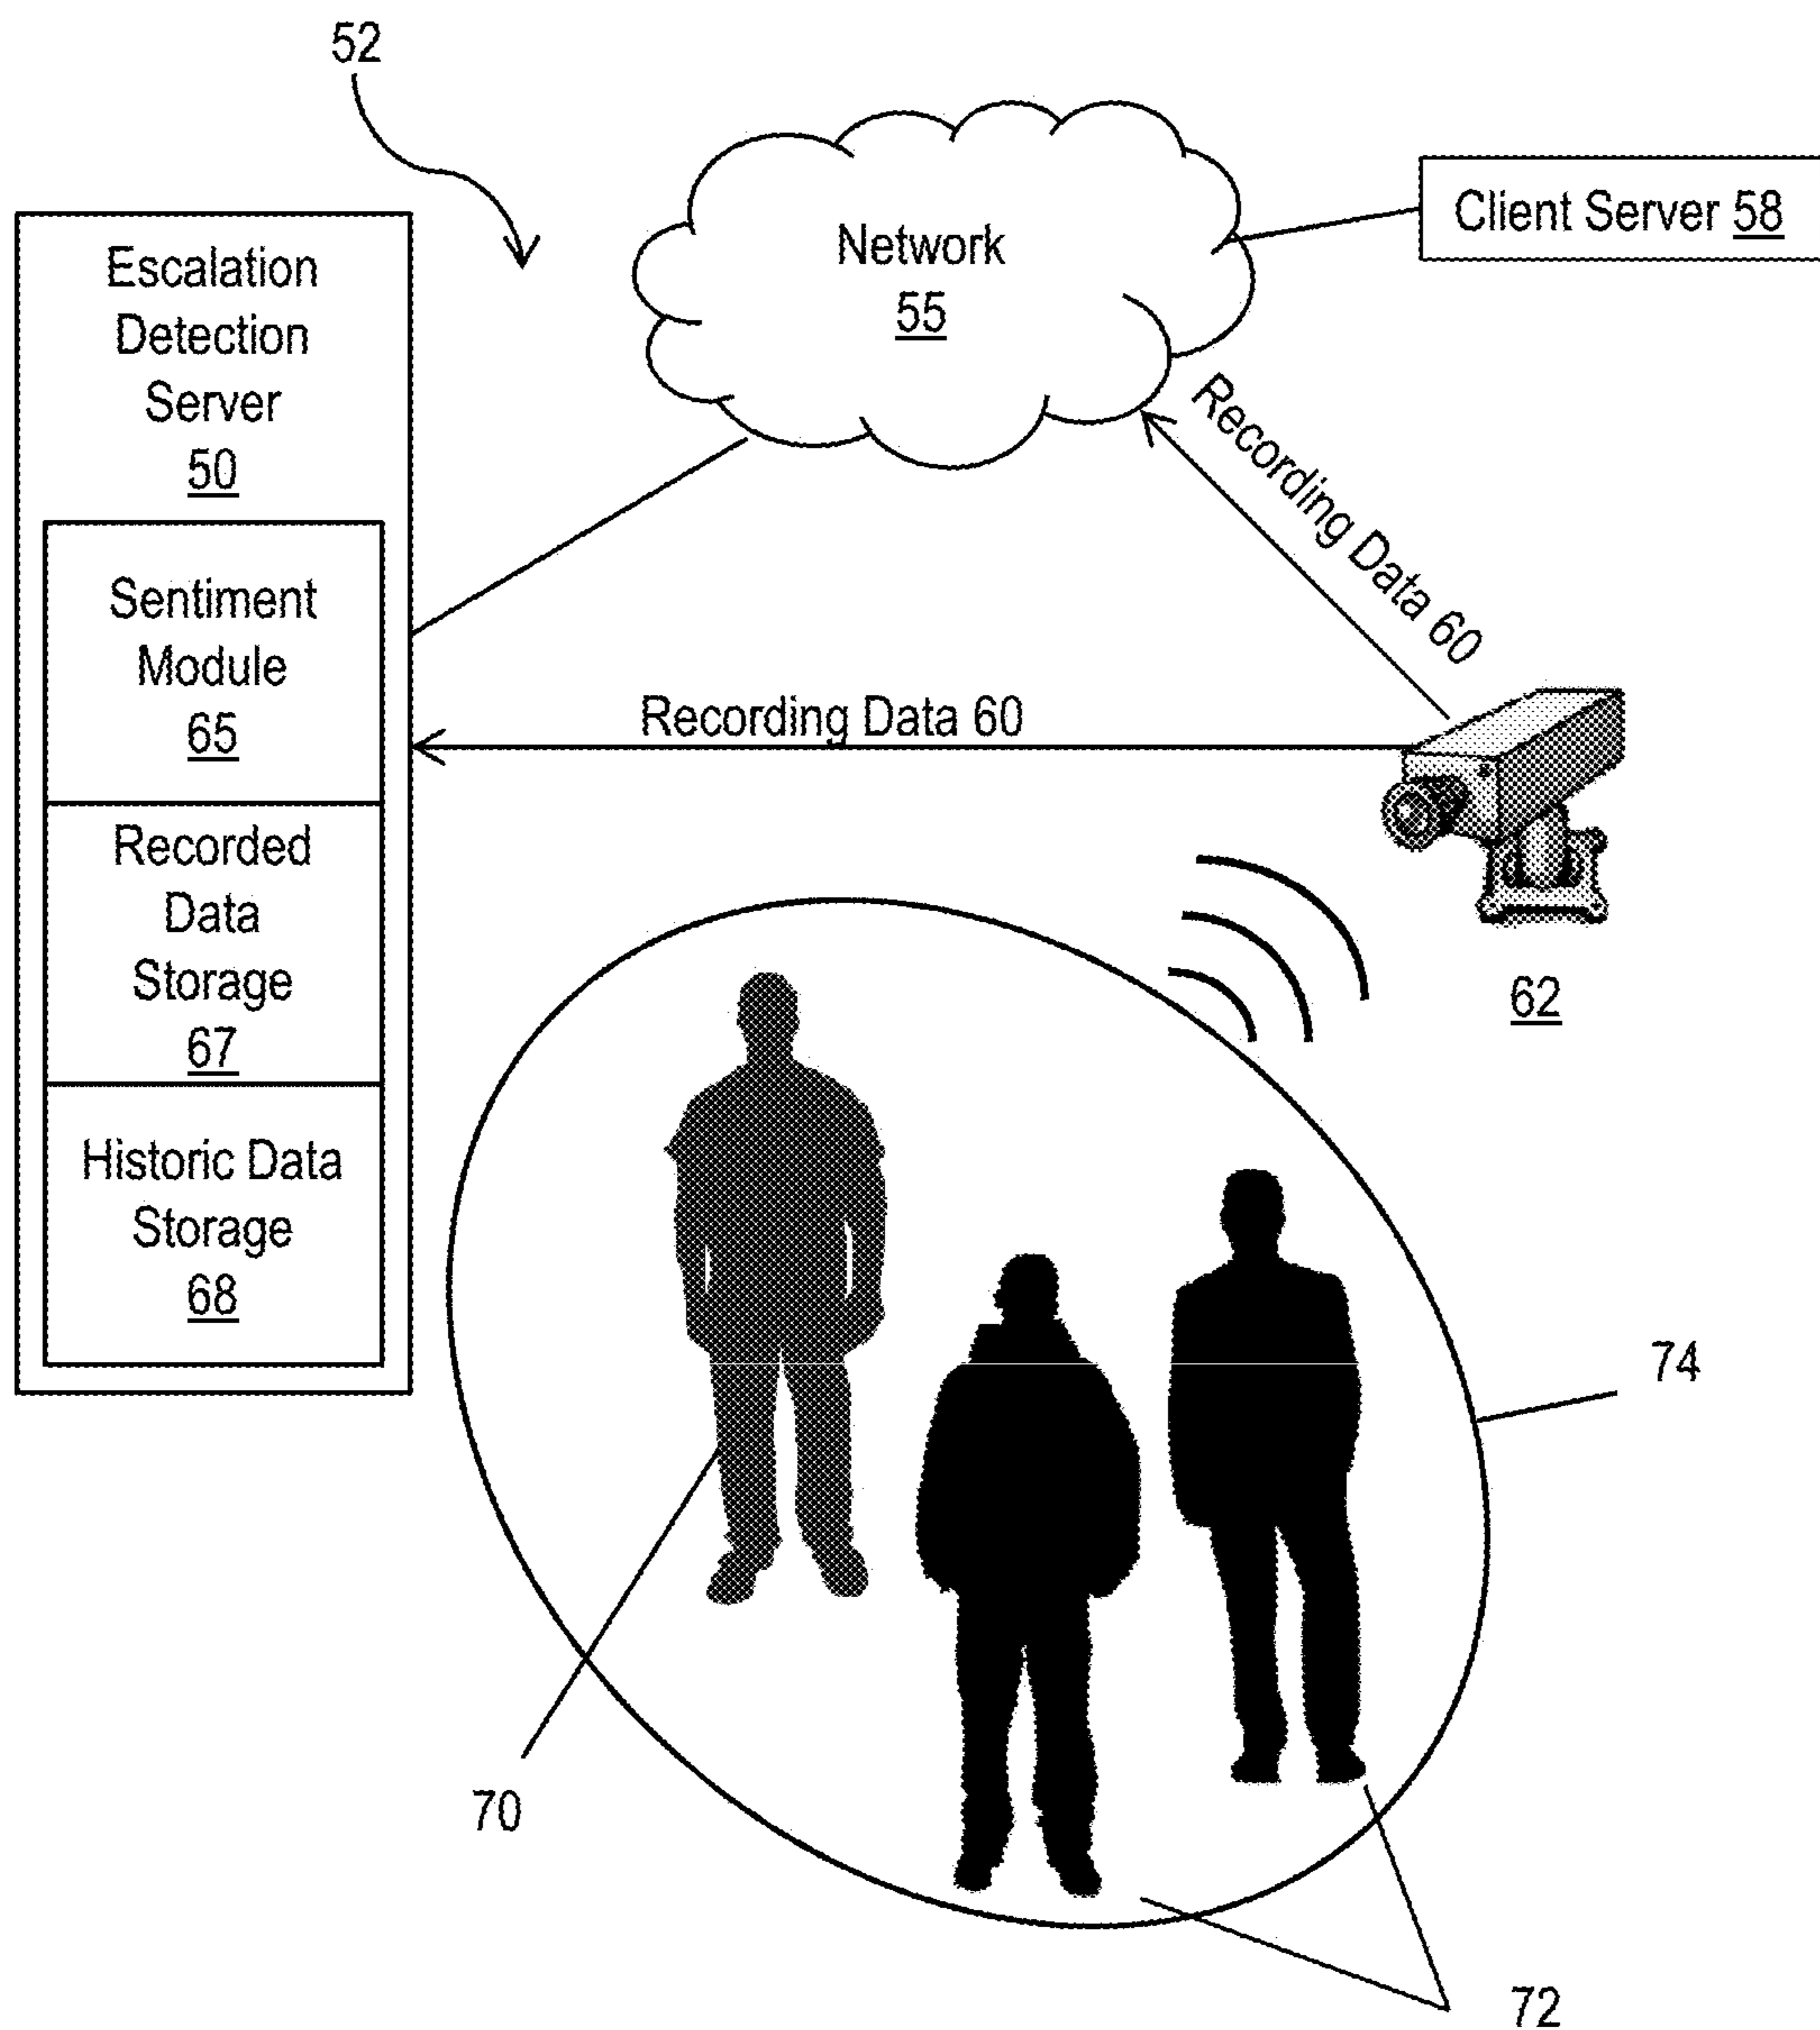 52
Network
55
Client Server 58
Escalation
Detection
Server
50
Sentiment
Module
65
Recorded
Data
Storage
67
Historic Data
Storage
68
Recording Data 60
Recording Data 60
62
74
70
72